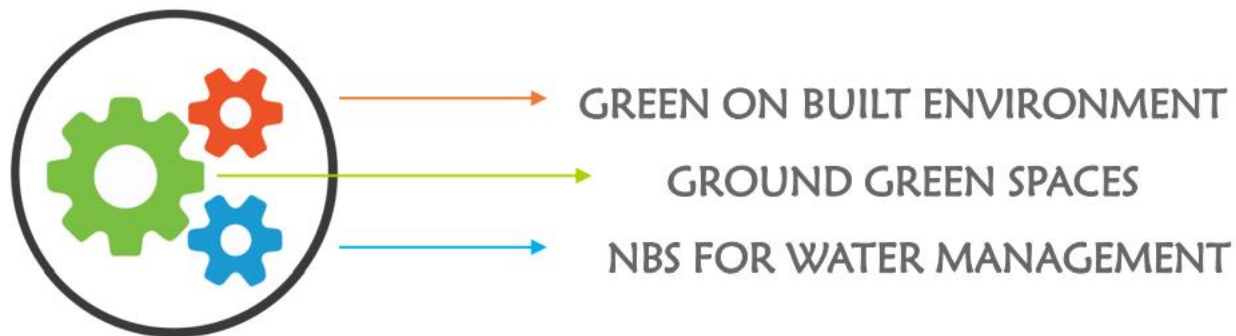 GREEN ON BUILT ENVIRONMENT
GROUND GREEN SPACES
NBS FOR WATER MANAGEMENT